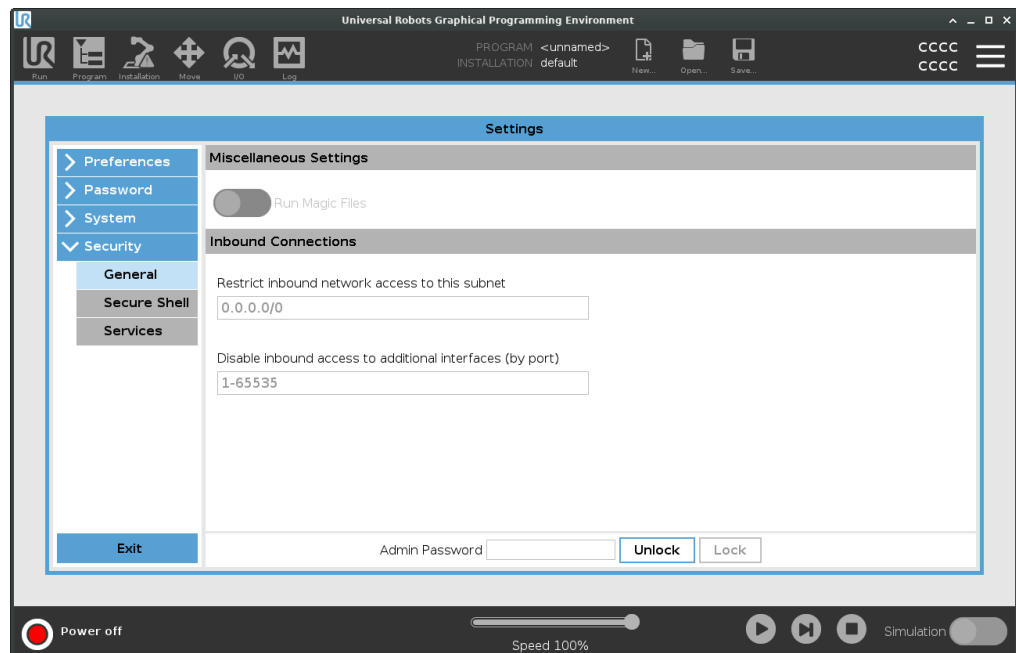 UR
Universal Robots Graphical Programming Environment
UR
Run
Program
Installation
Move
I/O
Log
PROGRAM <unnamed>
INSTALLATION default
New...
Open...
Save...
CCCC
CCCC
Settings
Preferences
Password
System
Security
General
Secure Shell
Services
Exit
Miscellaneous Settings
Run Magic Files
Inbound Connections
Restrict inbound network access to this subnet
0.0.0.0/0
Disable inbound access to additional interfaces (by port)
1-65535
Admin Password
Unlock
Lock
Power off
Speed 100%
Simulation